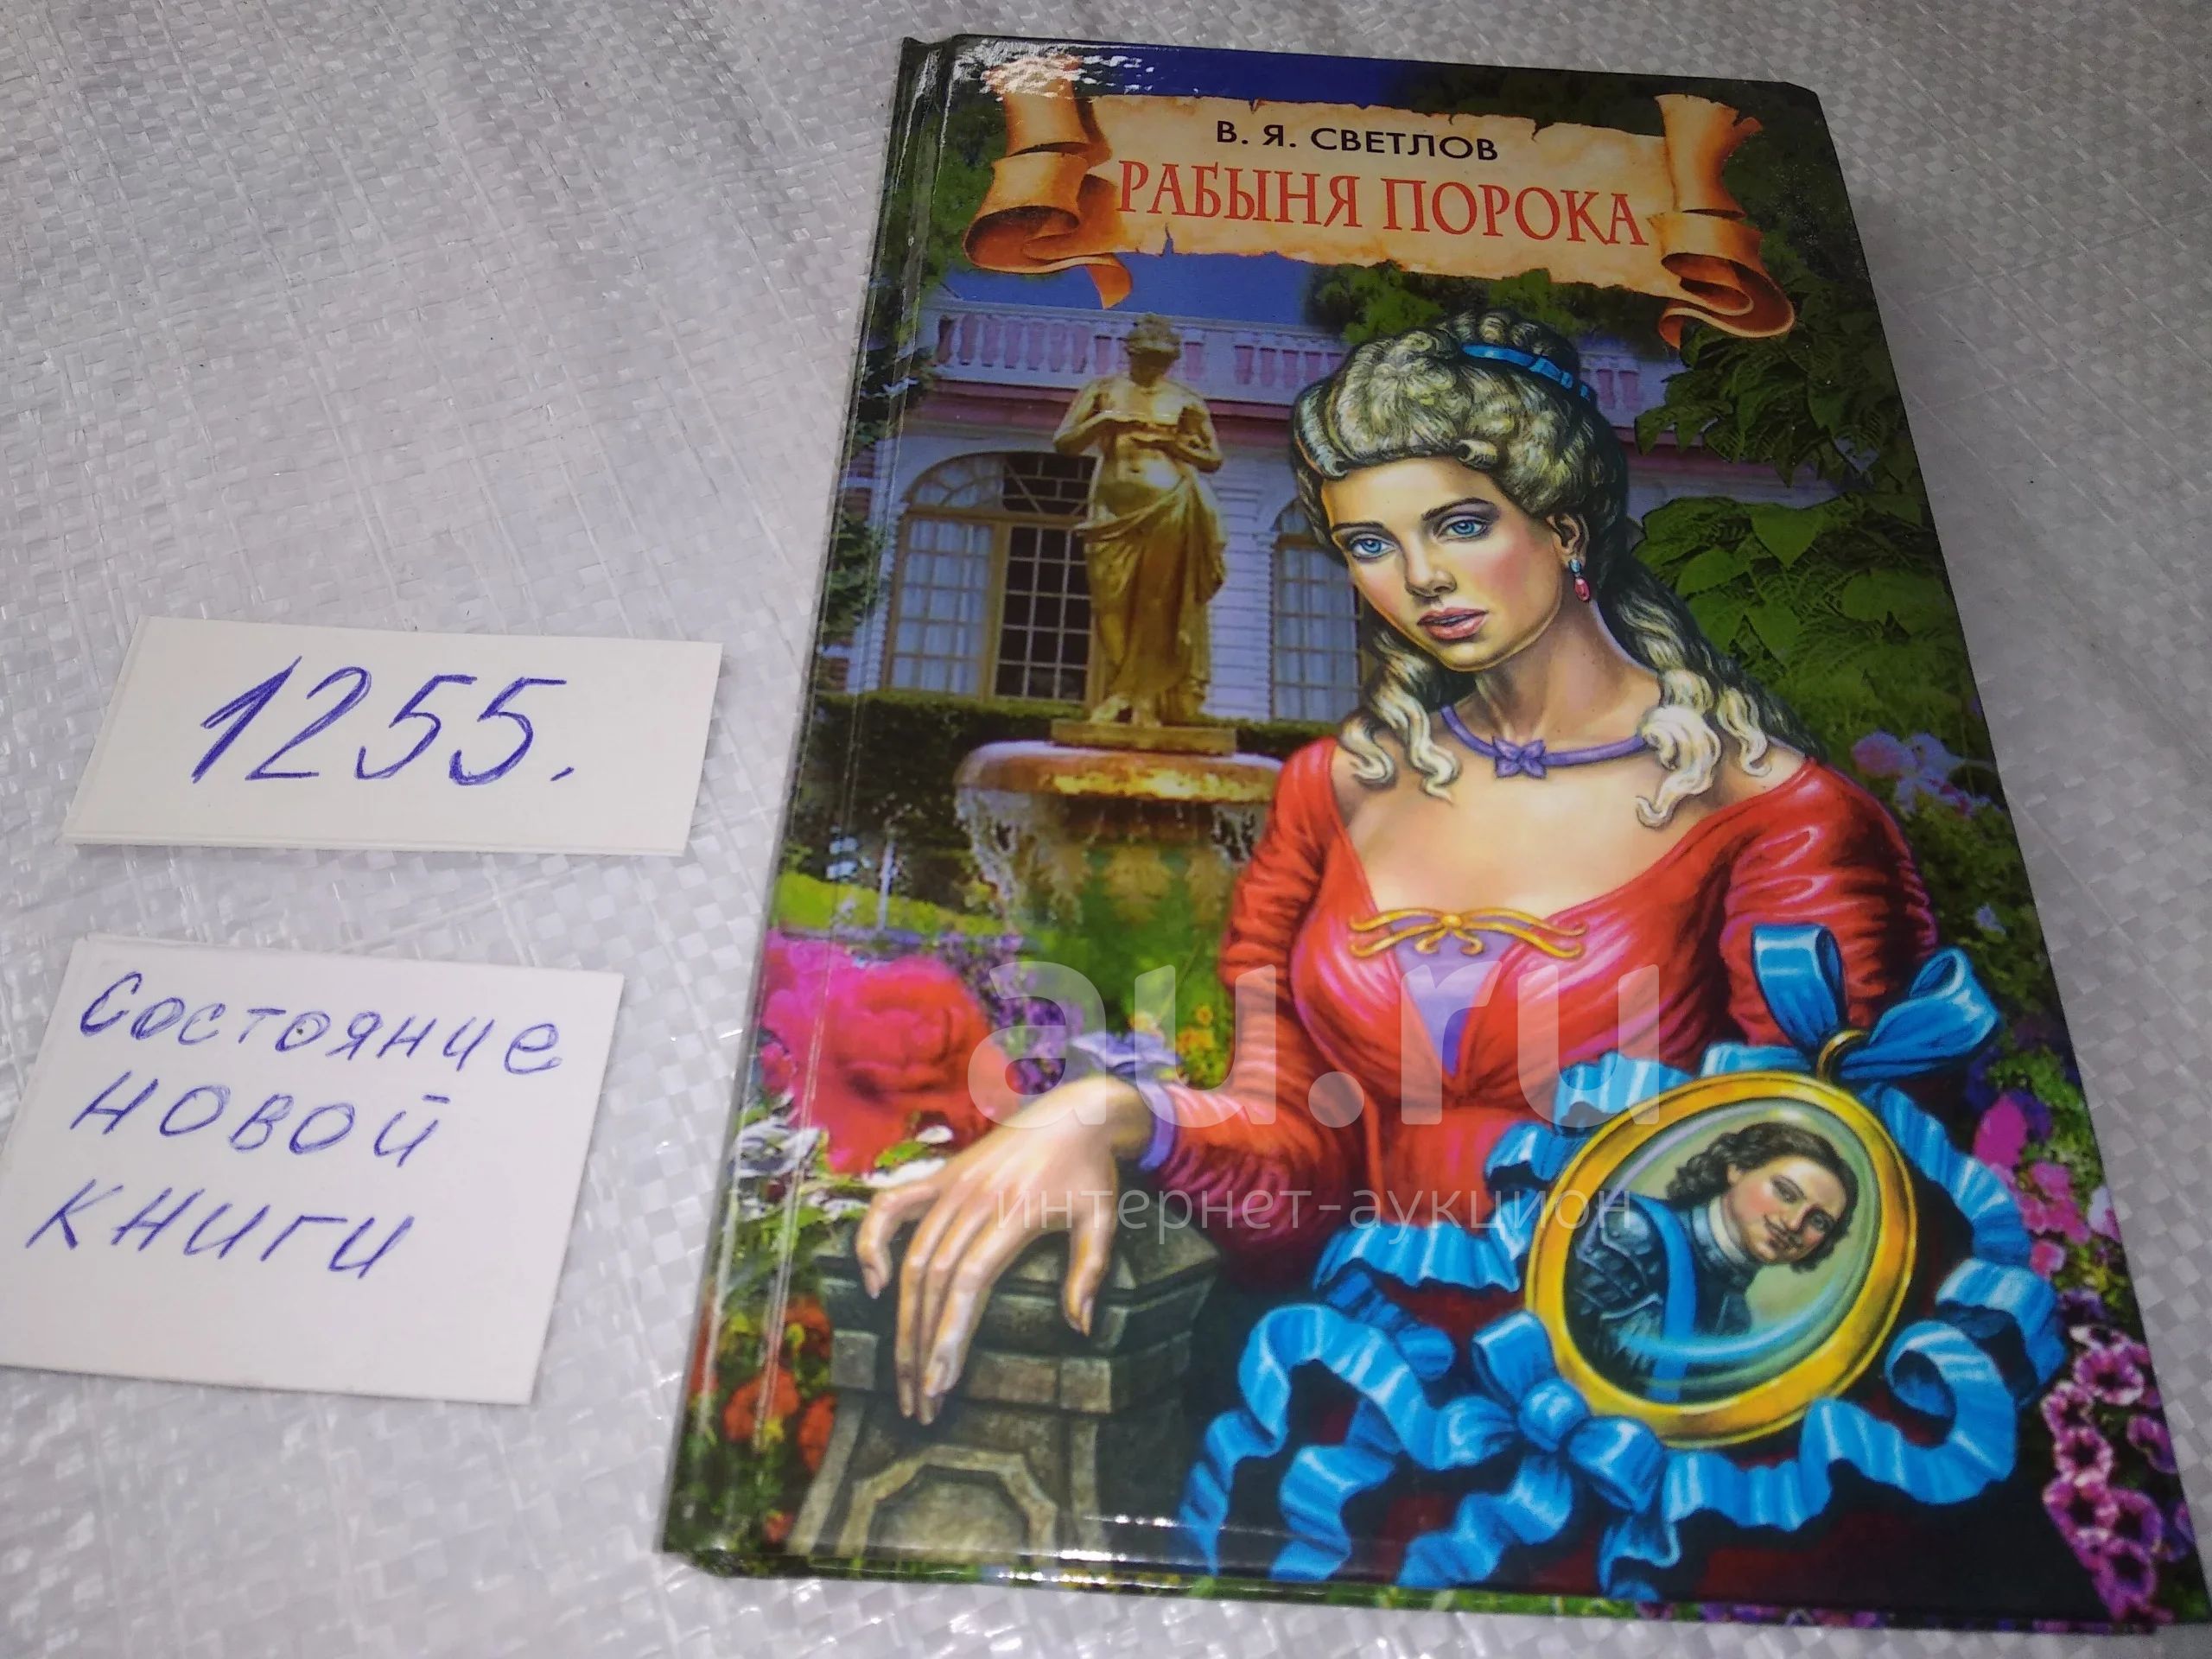 В. Я. СВЕТЛОВ
РАБЫНЯ ПОРОКА
1255.
Состояние
новой
книги
au.ru
интернет-аукцион